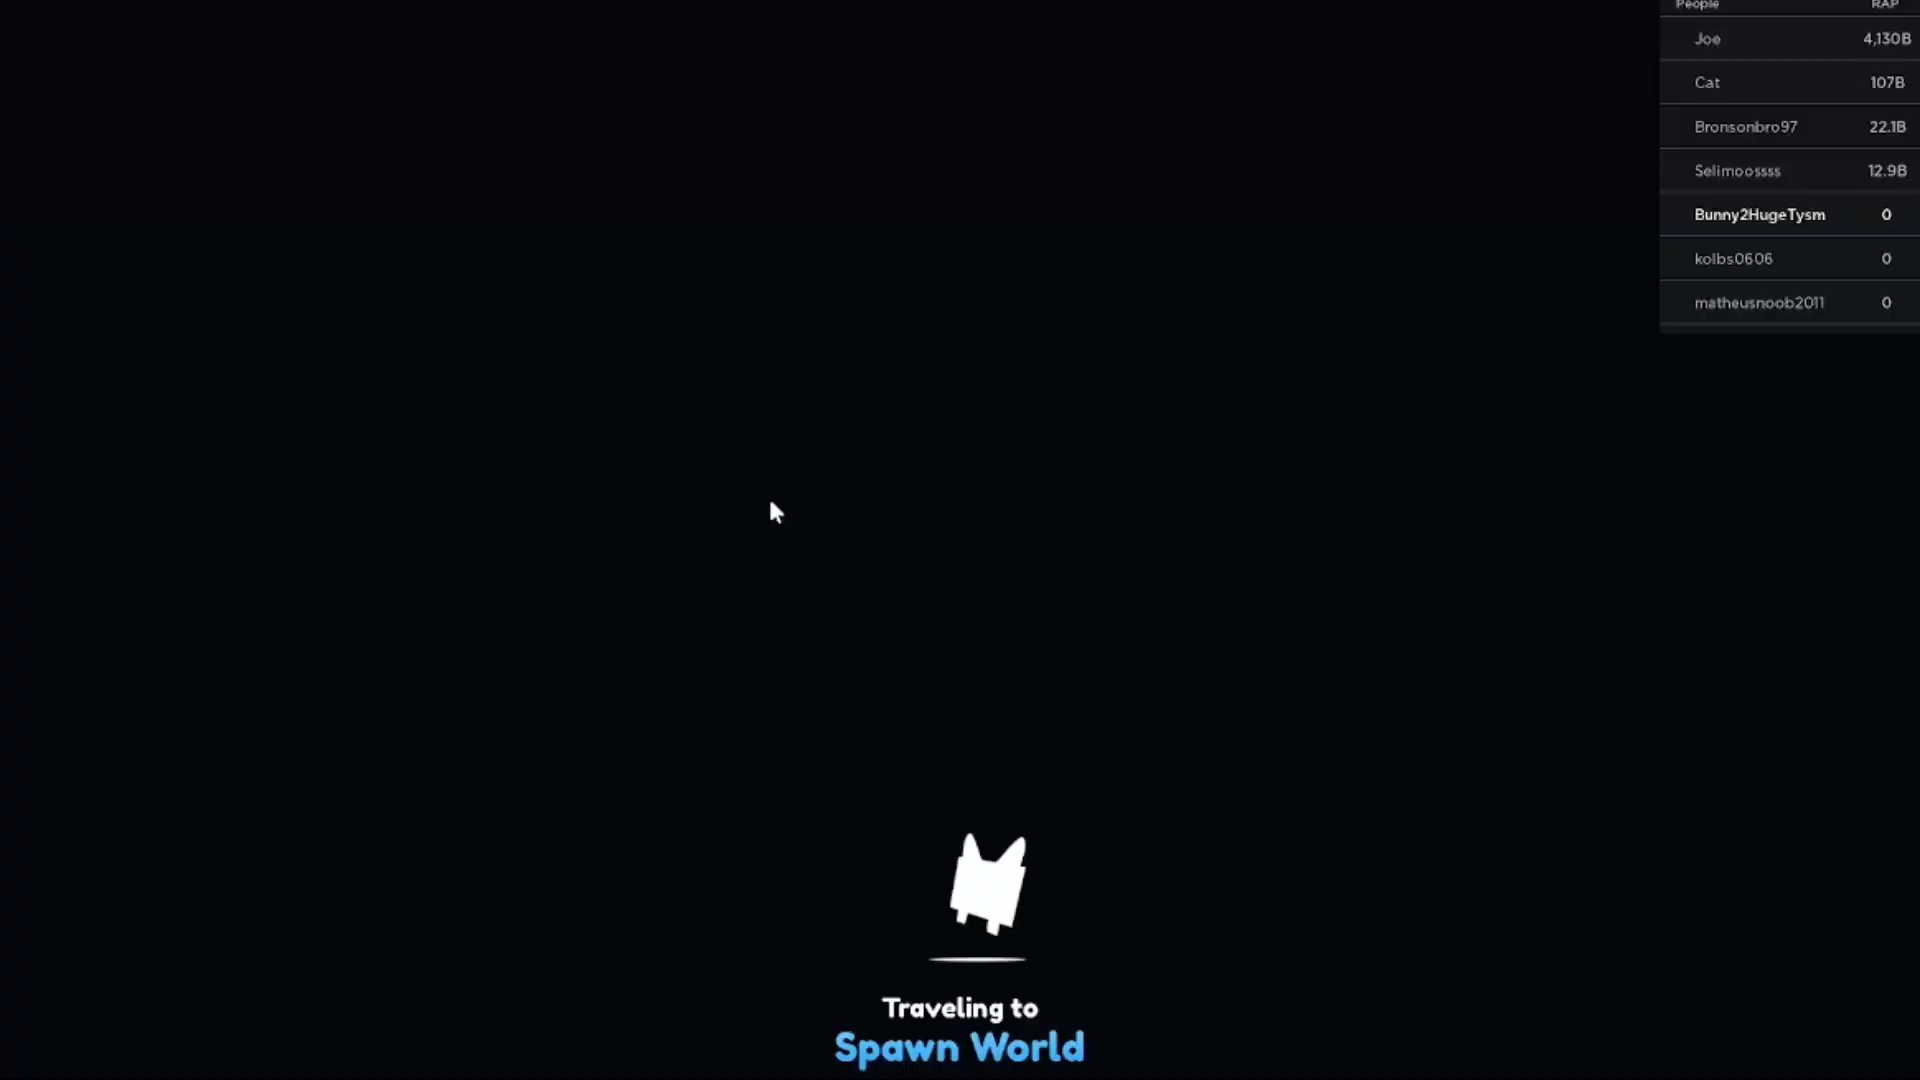 People RAP
Joe 4,130B
Cat 107B
Bronsonbro97 22.1B
Selimoossss 12.9B
Bunny2HugeTysm 0
kolbs0606 0
matheusnoob2011 0
Traveling to
Spawn World